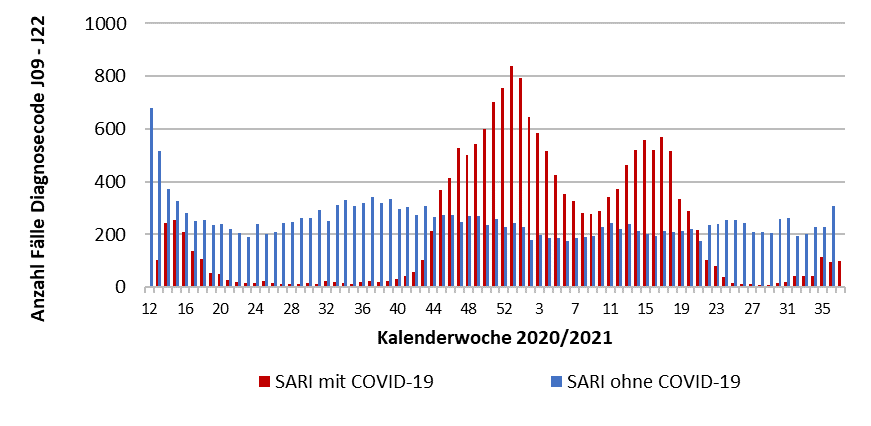 Anzahl Fälle Diagnosecode J09 - J22
1000
800
600
400
200
0
12 16 20 24 28 32 36 40 44 48 52 3 7 11 15 19 23 27 31 35
Kalenderwoche 2020/2021
SARI mit COVID-19 SARI ohne COVID-19